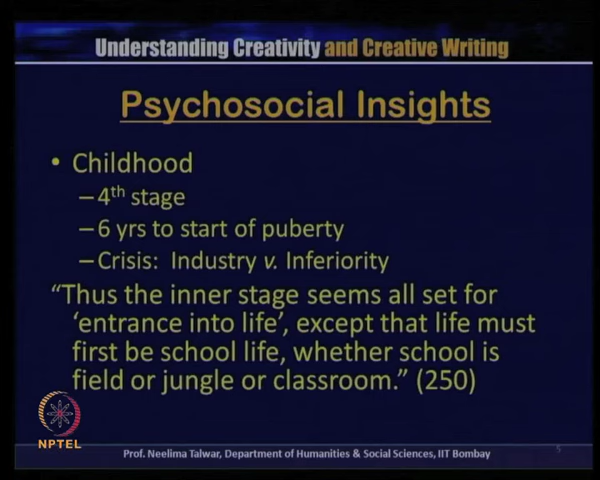 Understanding Creativity and Creative Writing
Psychosocial Insights
• Childhood
–4th stage
–6 yrs to start of puberty
–Crisis: Industry v. Inferiority
“Thus the inner stage seems all set for
‘entrance into life’, except that life must
first be school life, whether school is
field or jungle or classroom.” (250)
NPTEL
Prof. Neelima Talwar, Department of Humanities & Social Sciences, IIT Bombay
5